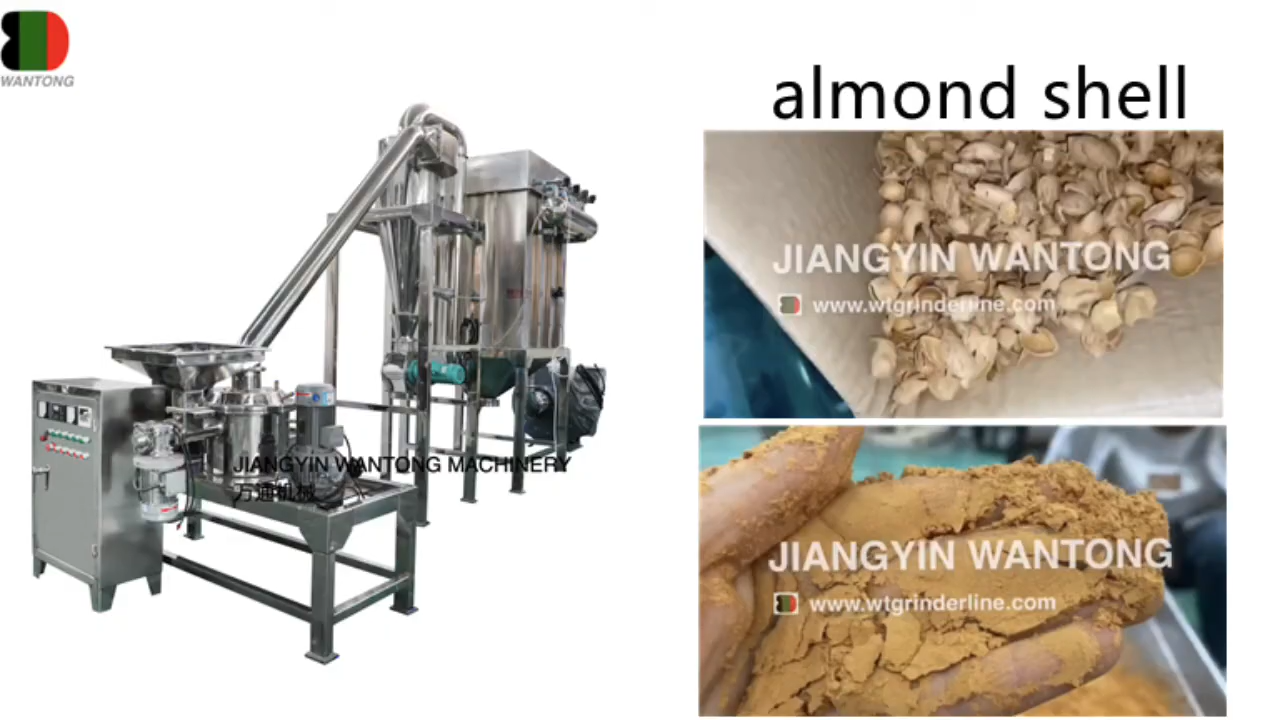 WANTONG
almond shell
JIANGYIN WANTONG
www.wtgrinderline.com
JIANGYIN WANTONG MACHINERY
万通机械
JIANGYIN WANTONG
www.wtgrinderline.com